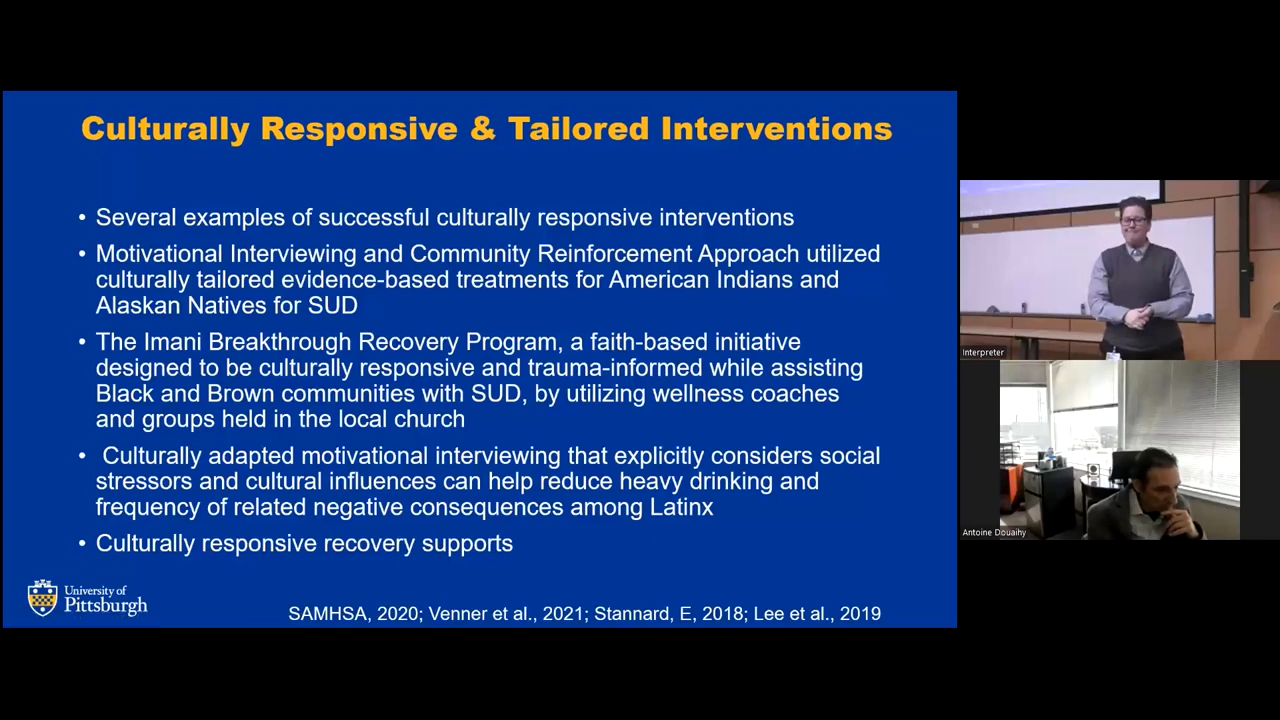 Culturally Responsive & Tailored Interventions
• Several examples of successful culturally responsive interventions
• Motivational Interviewing and Community Reinforcement Approach utilized
culturally tailored evidence-based treatments for American Indians and
Alaskan Natives for SUD
• The Imani Breakthrough Recovery Program, a faith-based initiative
designed to be culturally responsive and trauma-informed while assisting
Black and Brown communities with SUD, by utilizing wellness coaches
and groups held in the local church
• Culturally adapted motivational interviewing that explicitly considers social
stressors and cultural influences can help reduce heavy drinking and
frequency of related negative consequences among Latinx
• Culturally responsive recovery supports
University of
Pittsburgh
SAMHSA, 2020; Venner et al., 2021; Stannard, E, 2018; Lee et al., 2019
Interpreter
Antoine Douaihy